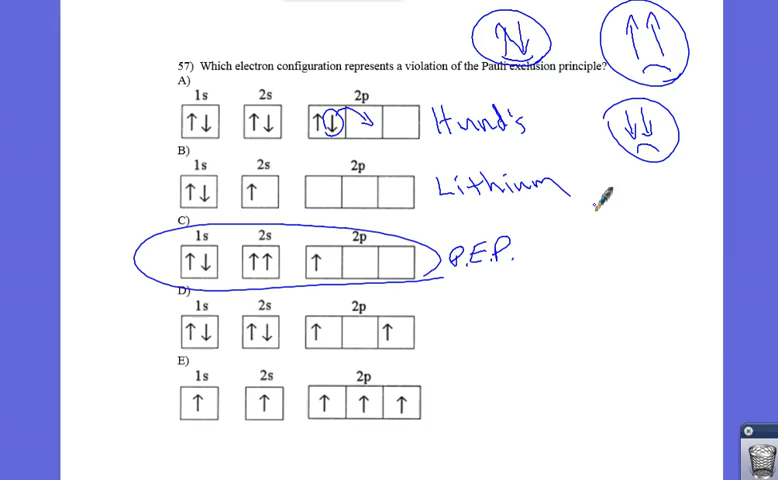 57) Which electron configuration represents a violation of the Pauli exclusion principle?
A)
1s 2s 2p
↑↓ ↑↓ ↑↓ Hund's
B)
1s 2s 2p
↑↓ ↑ Lithium
C)
1s 2s 2p
↑↓ ↑↑ ↑ P.E.P.
D)
1s 2s 2p
↑↓ ↑↓ ↑ ↑
E)
1s 2s 2p
↑ ↑ ↑ ↑ ↑